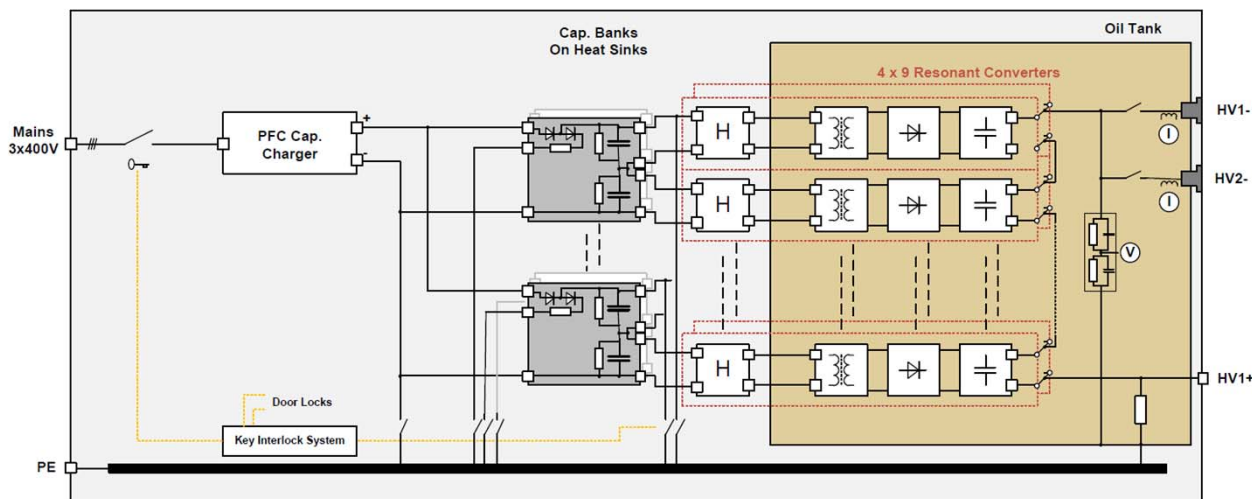 Cap. Banks
On Heat Sinks
Oil Tank
4 x 9 Resonant Converters
Mains
3x400V
PFC Cap.
Charger
+
-
H
HV1-
I
H
HV2-
I
V
H
HV1+
Door Locks
Key Interlock System
PE